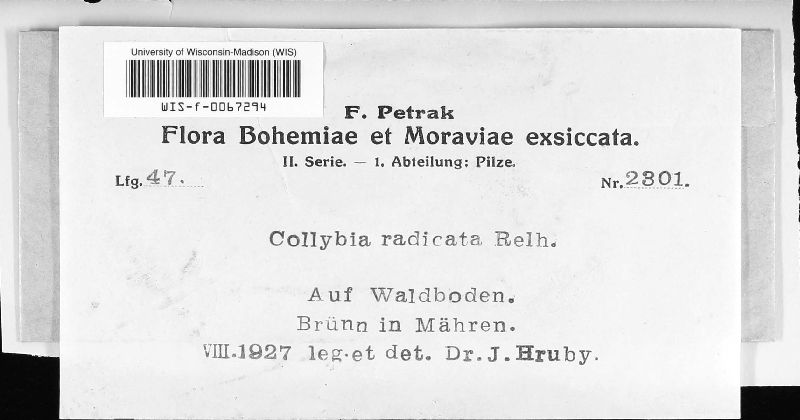 University of Wisconsin-Madison (WIS)
WIS-f-0067294
F. Petrak
Flora Bohemiae et Moraviae exsiccata.
II. Serie. — 1. Abteilung: Pilze.
Lfg. 47.
Nr. 2301.
Collybia radicata Relh.
Auf Waldboden.
Brünn in Mähren.
VIII.1927 leg.et det. Dr.J.Hruby.